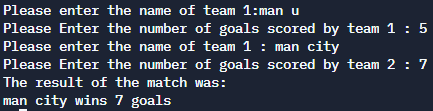 Please enter the name of team 1:man u
Please Enter the number of goals scored by team 1 : 5
Please enter the name of team 1 : man city
Please Enter the number of goals scored by team 2 : 7
The result of the match was:
man city wins 7 goals